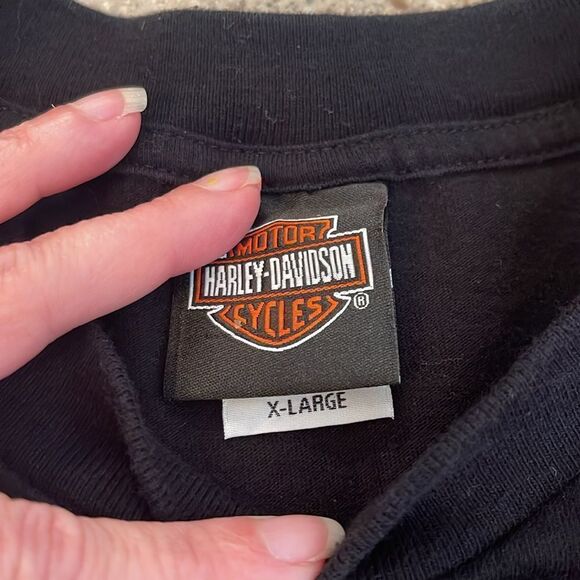 MOTOR
HARLEY-DAVIDSON
CYCLES
®
X-LARGE